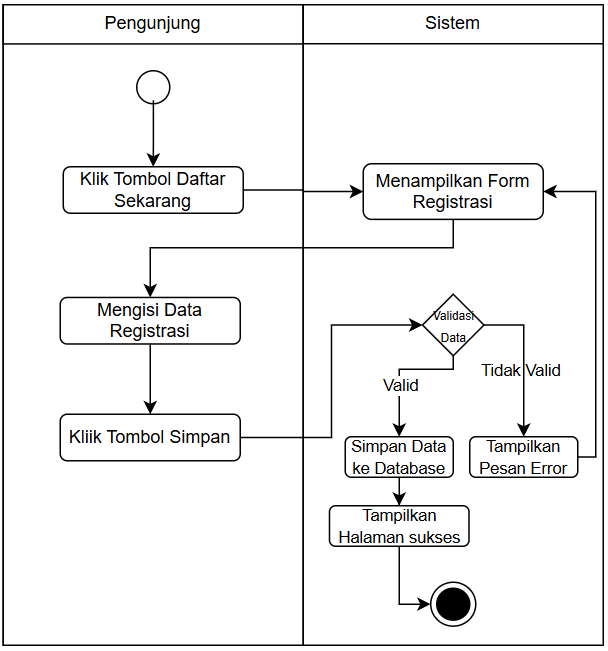 Pengunjung
Sistem
Klik Tombol Daftar
Sekarang
Menampilkan Form
Registrasi
Mengisi Data
Registrasi
Kliik Tombol Simpan
Validasi
Data
Valid
Tidak Valid
Simpan Data
ke Database
Tampilkan
Pesan Error
Tampilkan
Halaman sukses